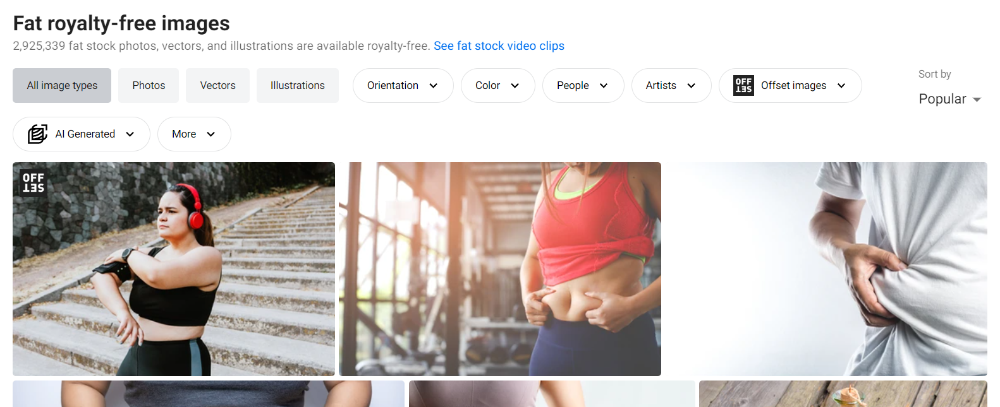 Fat royalty-free images
2,925,339 fat stock photos, vectors, and illustrations are available royalty-free. See fat stock video clips
All image types
Photos
Vectors
Illustrations
Orientation
Color
People
Artists
OFF
SET
Offset images
Sort by
Popular
AI Generated
More
OFF
SET